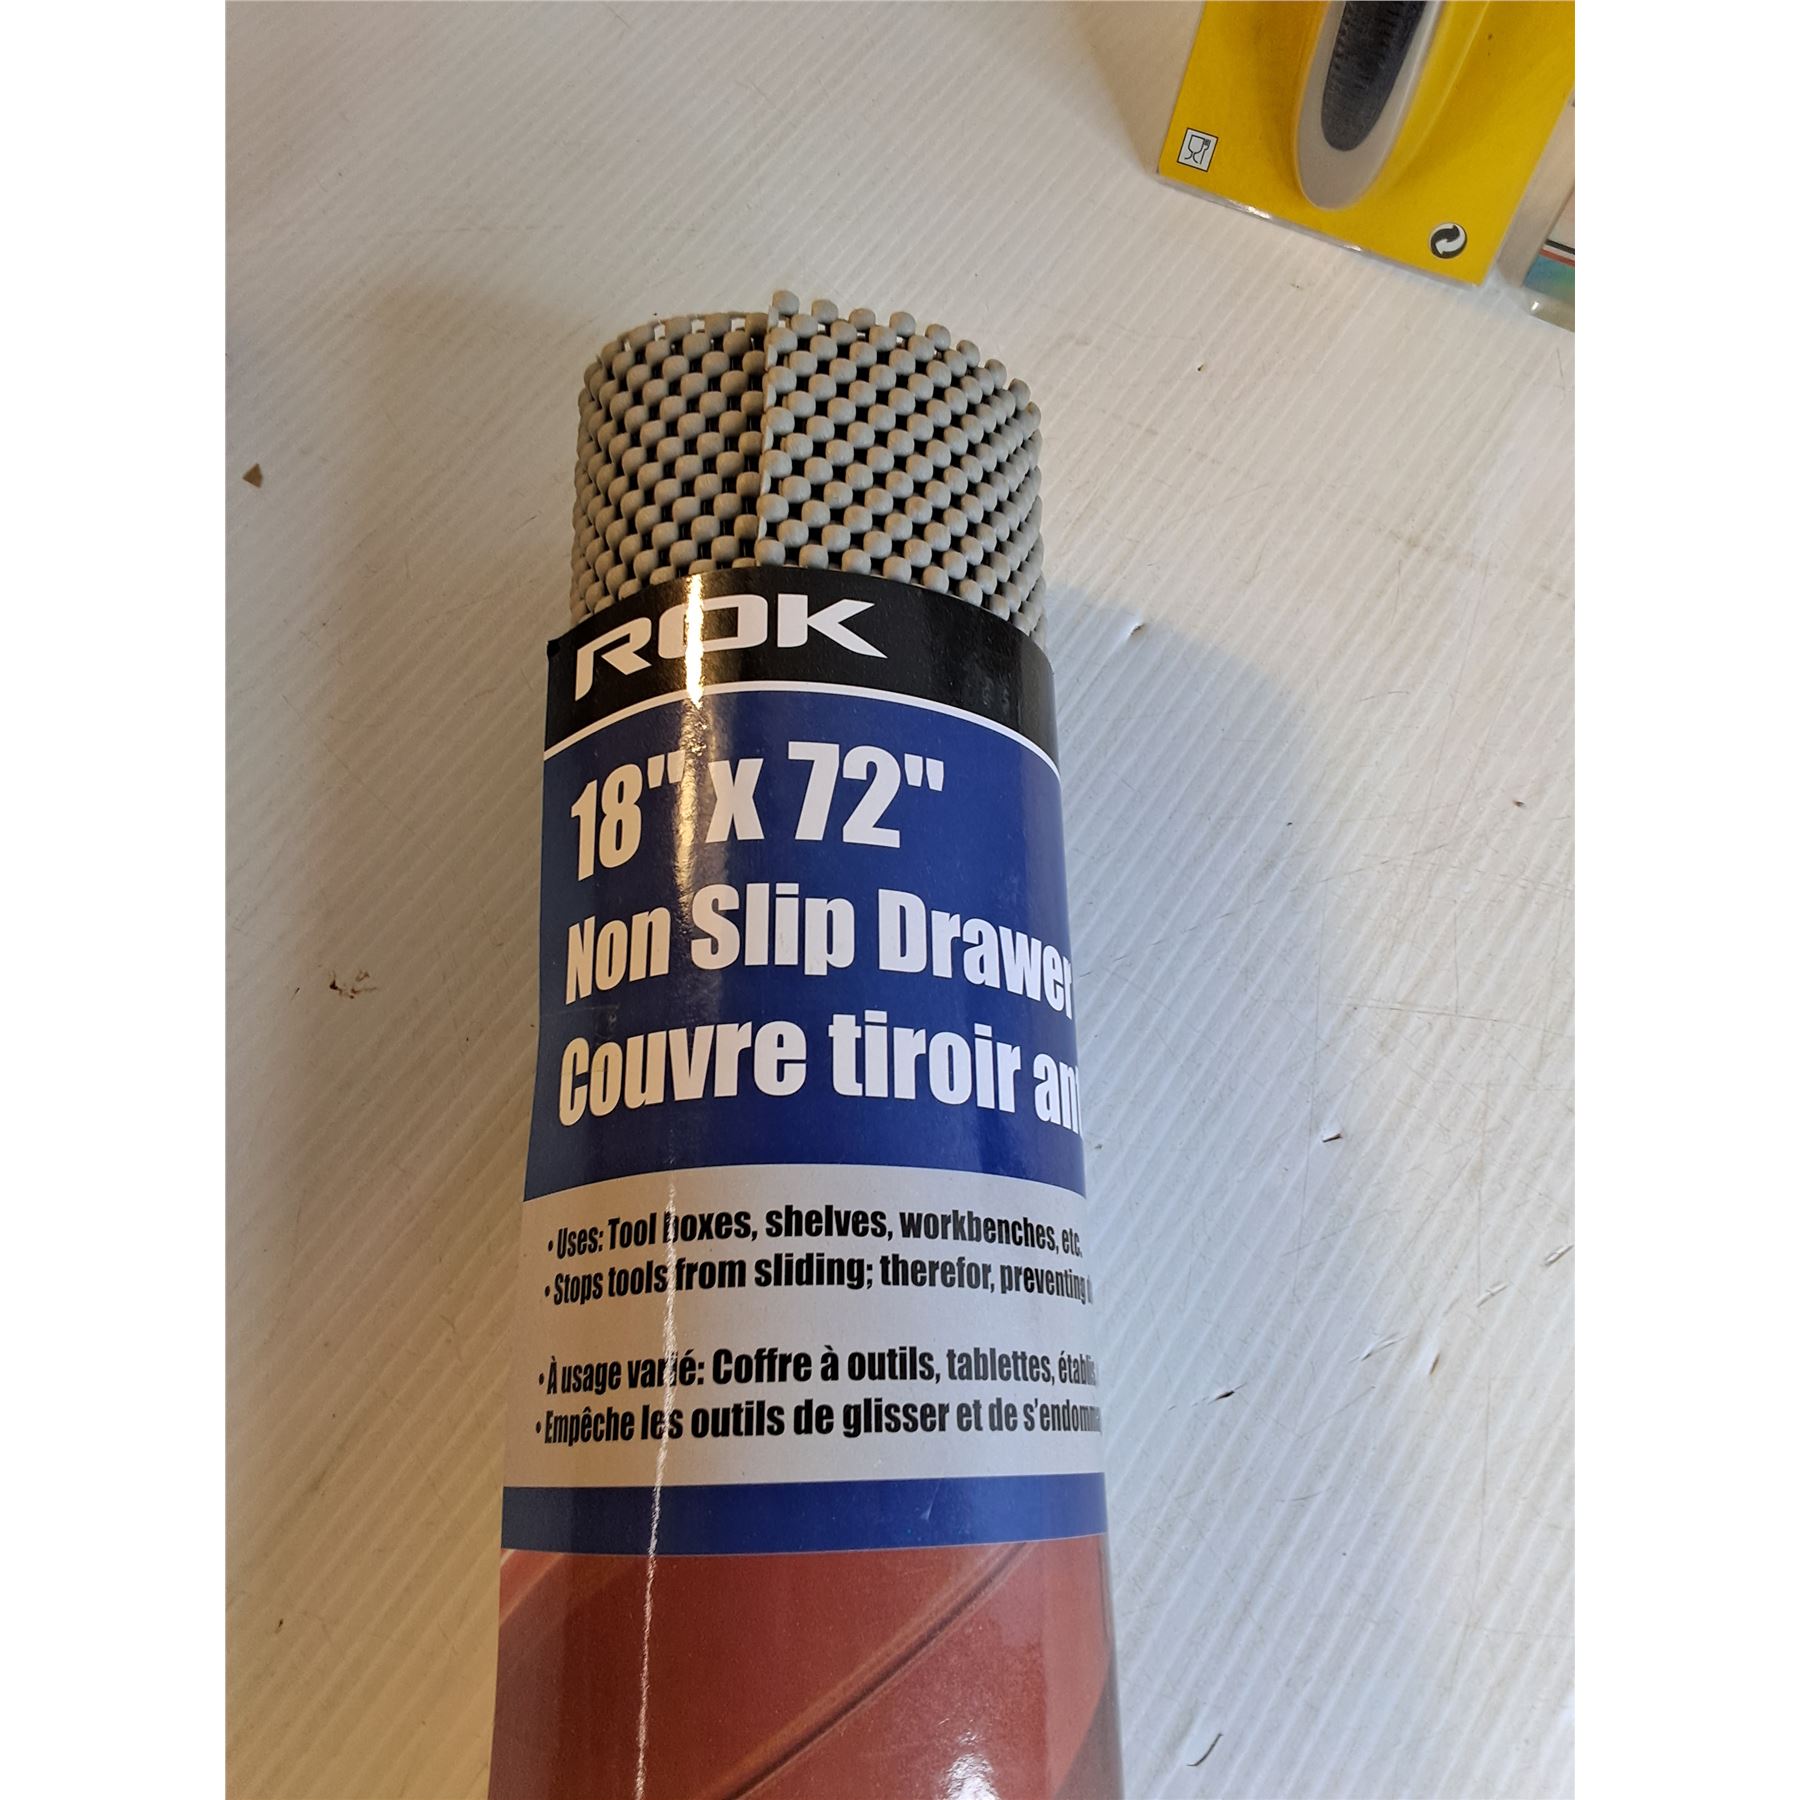 ROK
18" x 72"
Non Slip Drawer
Couvre tiroir
• Uses: Tool boxes, shelves, workbenches, etc.
• Stops tools from sliding; therefor, preventing
• À usage varié: Coffre à outils, tablettes,
• Empêche les outils de glisser et de